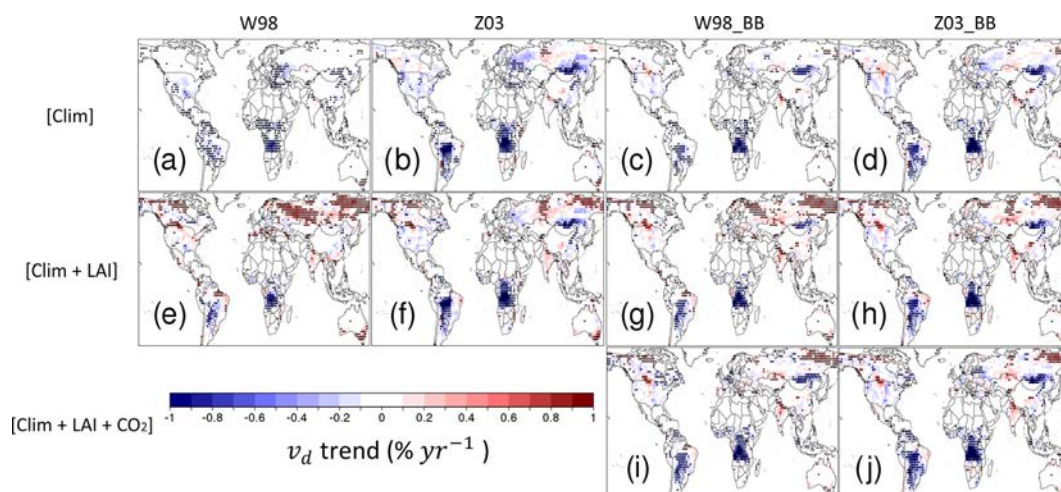 W98 Z03 W98_BB Z03_BB
[Clim]
(a) (b) (c) (d)
[Clim + LAI]
(e) (f) (g) (h)
[Clim + LAI + CO₂]
-1 -0.8 -0.6 -0.4 -0.2 0 0.2 0.4 0.6 0.8 1
v_d trend (% yr⁻¹ )
(i) (j)